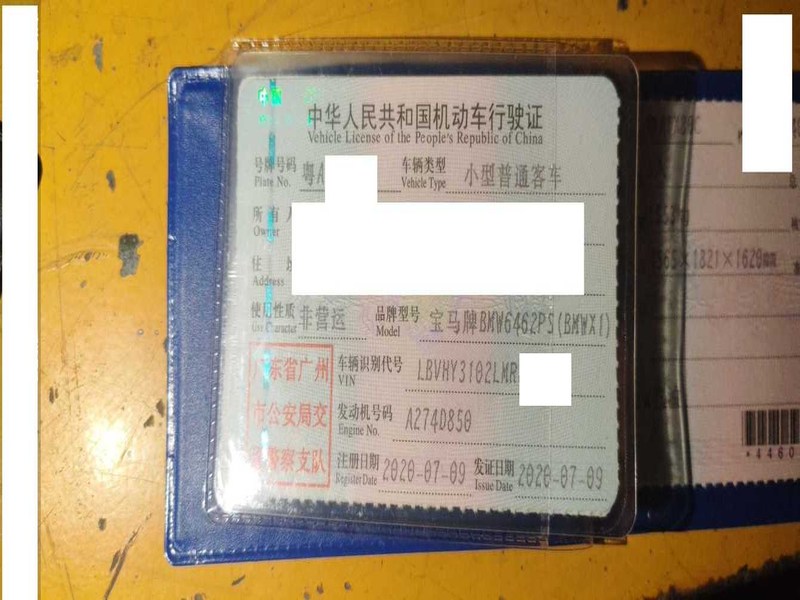 中国
中华人民共和国机动车行驶证
Vehicle License of the People's Republic of China
号牌号码 粤A 车辆类型 小型普通客车
Plate No. Vehicle Type
所有人
Owner
住
Address
使用性质 非营运 品牌型号 宝马牌BMW6462PS(BMWX1)
Use Character Model
广东省广州
市公安局交
警察支队
车辆识别代号 LBVHY3102LMR
VIN
发动机号码 A274D850
Engine No.
注册日期 2020-07-09 发证日期 2020-07-09
Register Date Issue Date
×1821×1620mm
*4460